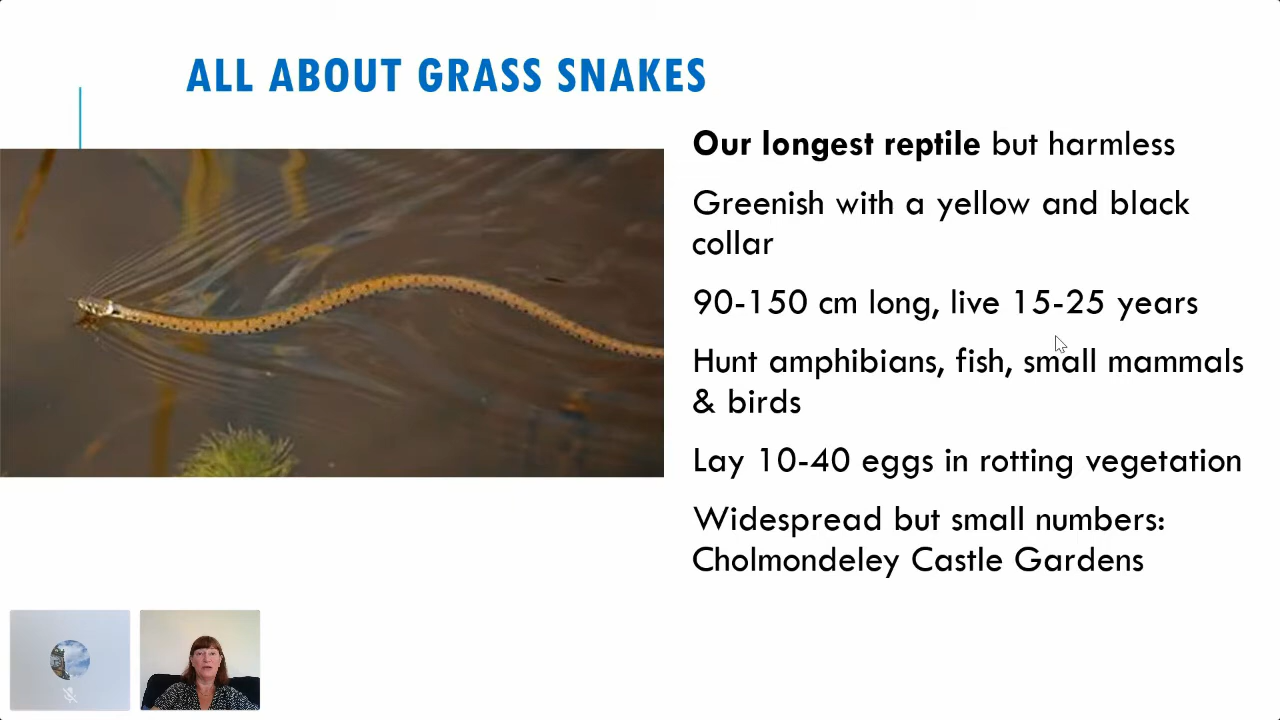 ALL ABOUT GRASS SNAKES
Our longest reptile but harmless
Greenish with a yellow and black
collar
90-150 cm long, live 15-25 years
Hunt amphibians, fish, small mammals
& birds
Lay 10-40 eggs in rotting vegetation
Widespread but small numbers:
Cholmondeley Castle Gardens